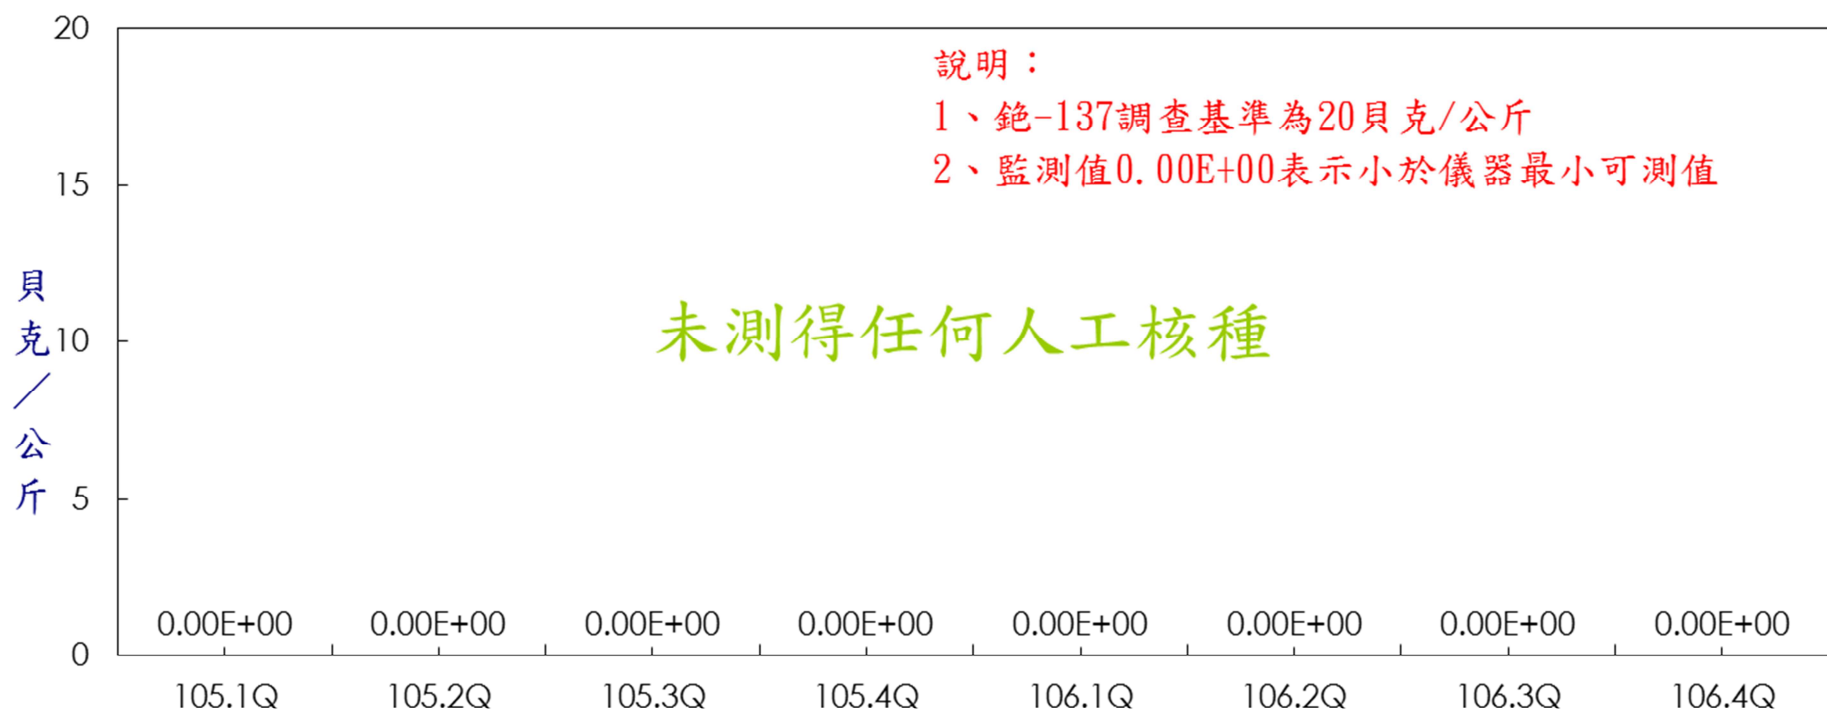 20
說明：
1、銫-137調查基準為20貝克/公斤
2、監測值0.00E+00表示小於儀器最小可測值
15
貝克／公斤
未測得任何人工核種
10
5
0.00E+00 0.00E+00 0.00E+00 0.00E+00 0.00E+00 0.00E+00 0.00E+00 0.00E+00
0
105.1Q 105.2Q 105.3Q 105.4Q 106.1Q 106.2Q 106.3Q 106.4Q